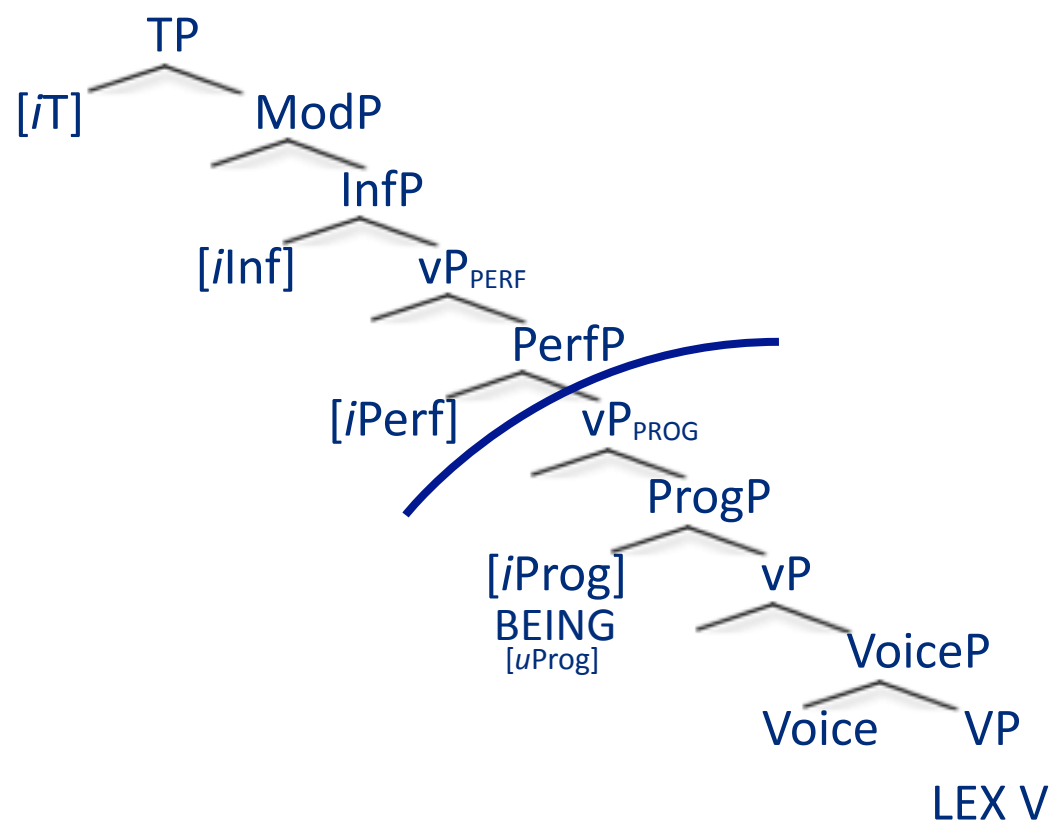 TP
[iT]
ModP
InfP
[iInf]
vPPERF
PerfP
[iPerf]
vPPROG
ProgP
[iProg]
vP
BEING
[uProg]
VoiceP
Voice
VP
LEX V